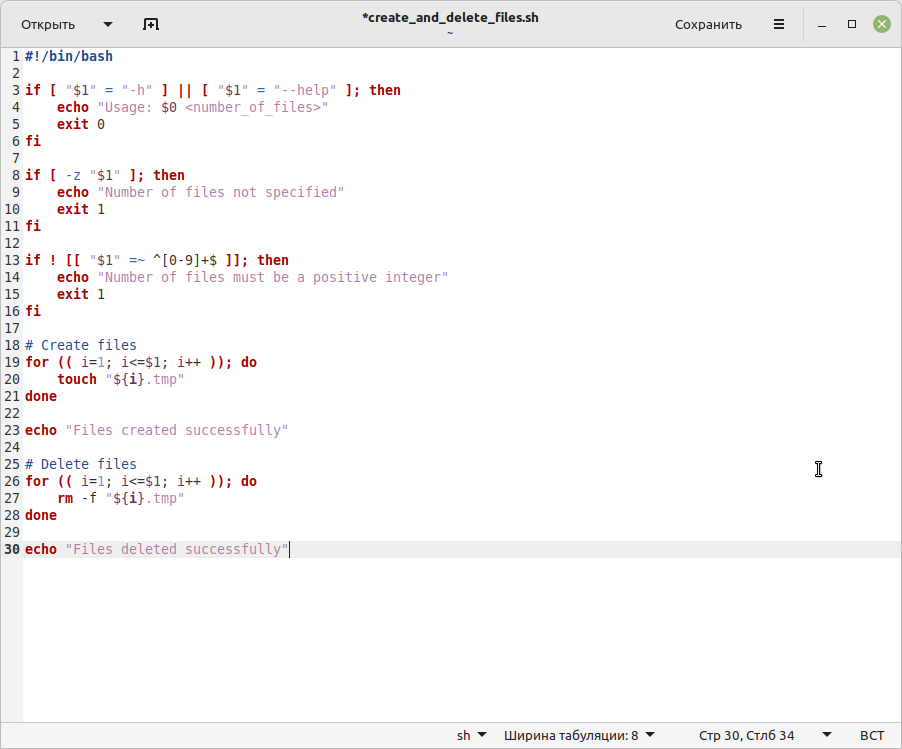 Открыть
*create_and_delete_files.sh
~
Сохранить
1 #!/bin/bash
2
3 if [ "$1" = "-h" ] || [ "$1" = "--help" ]; then
4     echo "Usage: $0 <number_of_files>"
5     exit 0
6 fi
7
8 if [ -z "$1" ]; then
9     echo "Number of files not specified"
10     exit 1
11 fi
12
13 if ! [[ "$1" =~ ^[0-9]+$ ]]; then
14     echo "Number of files must be a positive integer"
15     exit 1
16 fi
17
18 # Create files
19 for (( i=1; i<=$1; i++ )); do
20     touch "${i}.tmp"
21 done
22
23 echo "Files created successfully"
24
25 # Delete files
26 for (( i=1; i<=$1; i++ )); do
27     rm -f "${i}.tmp"
28 done
29
30 echo "Files deleted successfully"
sh Ширина табуляции: 8 Стр 30, Стлб 34 ВСТ